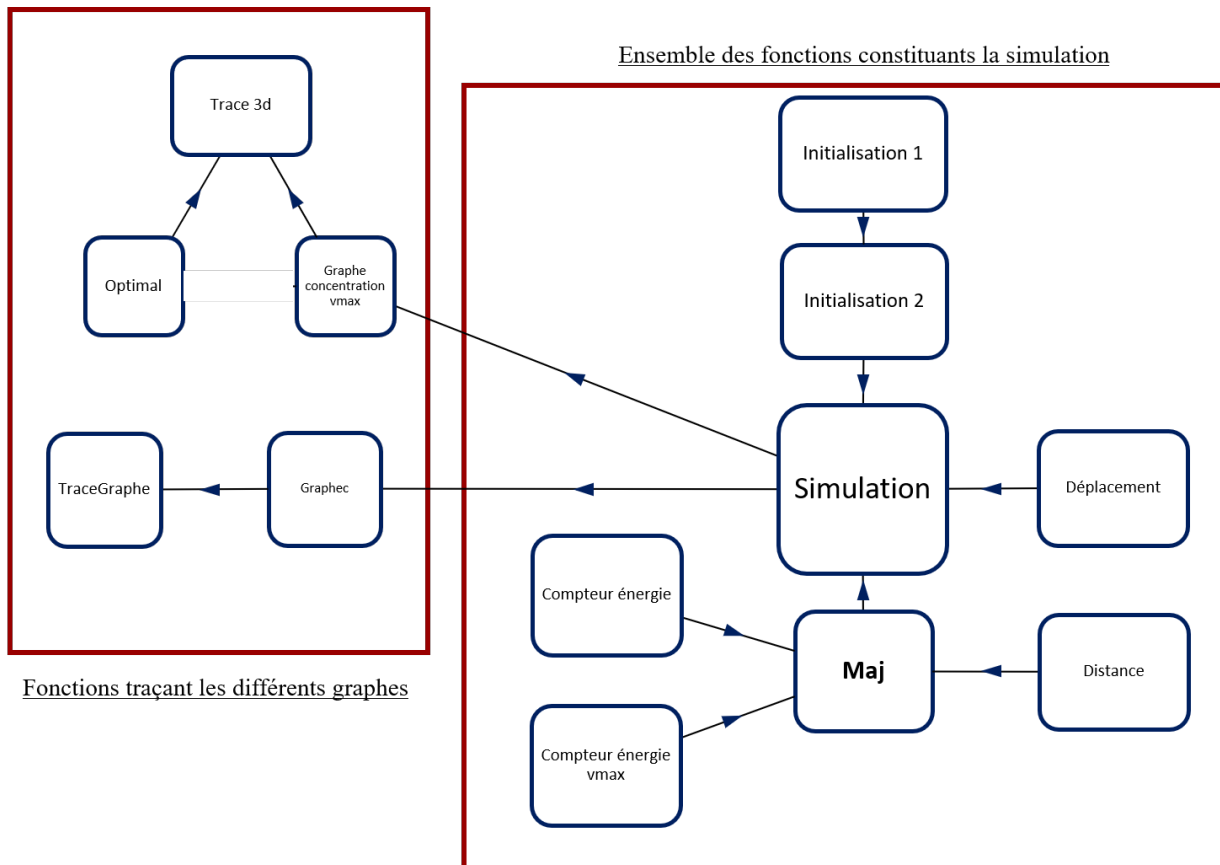 Ensemble des fonctions constituants la simulation
Trace 3d
Initialisation 1
Optimal
Graphe
concentration
vmax
Initialisation 2
TraceGraphe
Graphec
Simulation
Déplacement
Compteur énergie
Maj
Distance
Fonctions traçant les différents graphes
Compteur énergie
vmax